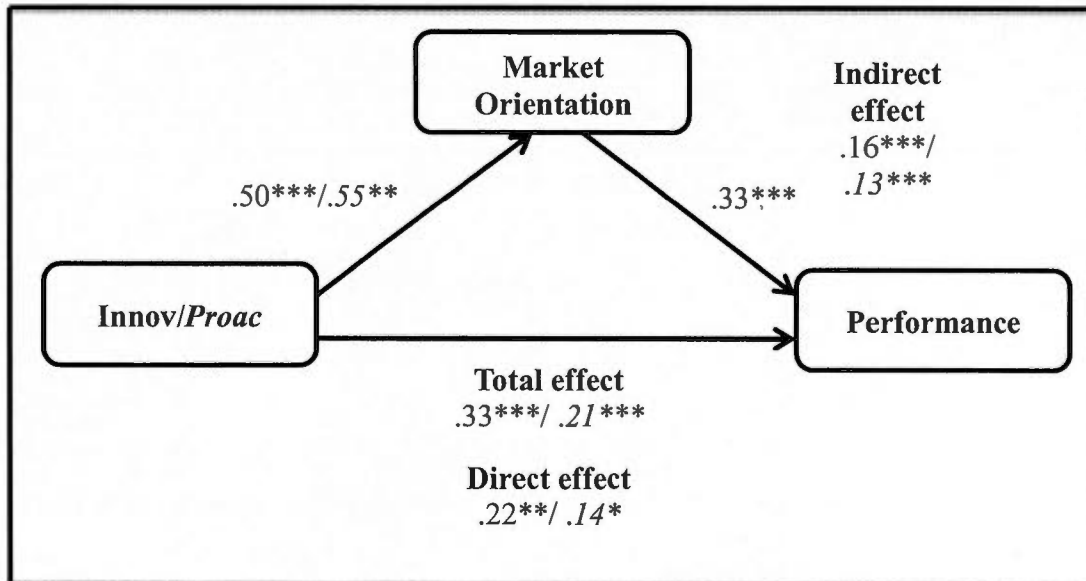 Market
Orientation
Indirect
effect
.16***/
.13***
.50***/.55**
.33***
Innov/Proac
Performance
Total effect
.33***/ .21***
Direct effect
.22**/ .14*